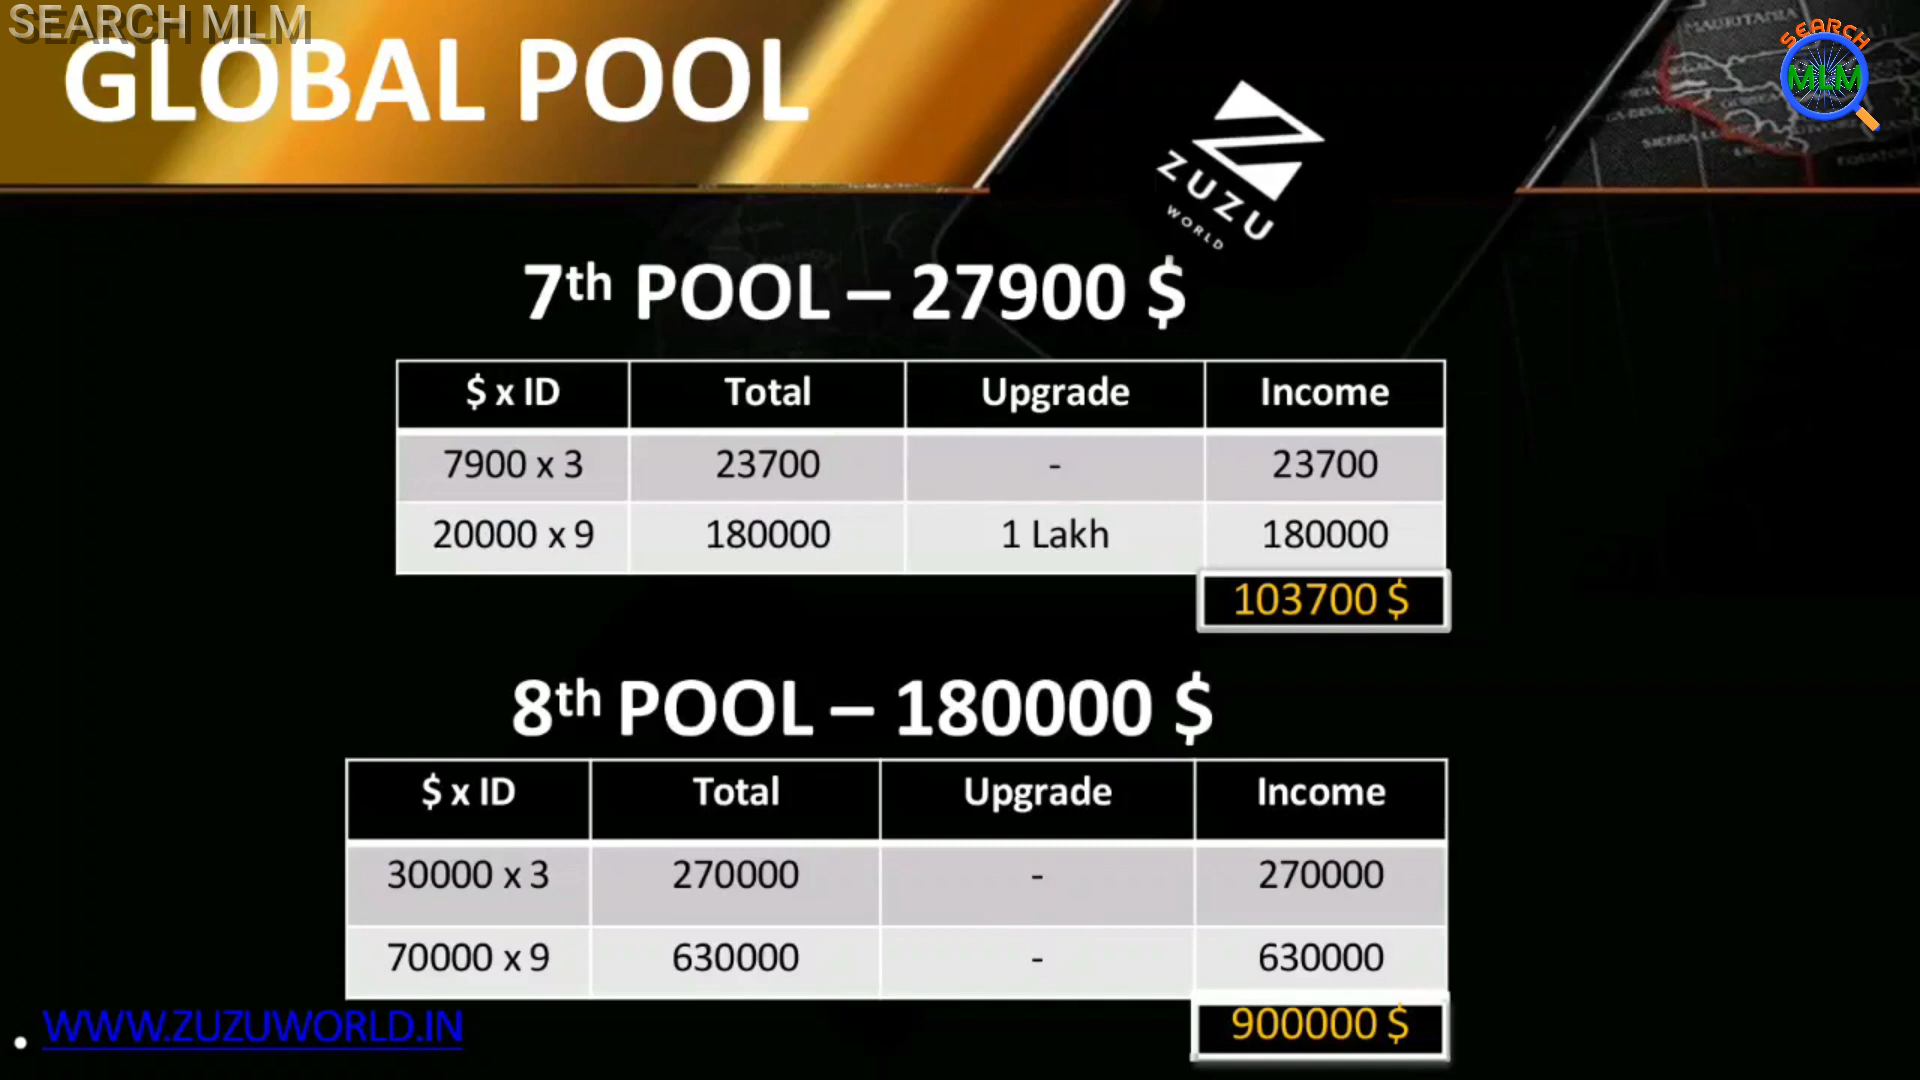 SEARCH MLM
GLOBAL POOL
SEARCH
MLM
MAURITANIA
ZUZU
WORLD
7th POOL – 27900 $
$ x ID Total Upgrade Income
7900 x 3 23700 - 23700
20000 x 9 180000 1 Lakh 180000
103700 $
8th POOL – 180000 $
$ x ID Total Upgrade Income
30000 x 3 270000 - 270000
70000 x 9 630000 - 630000
900000 $
. WWW.ZUZUWORLD.IN